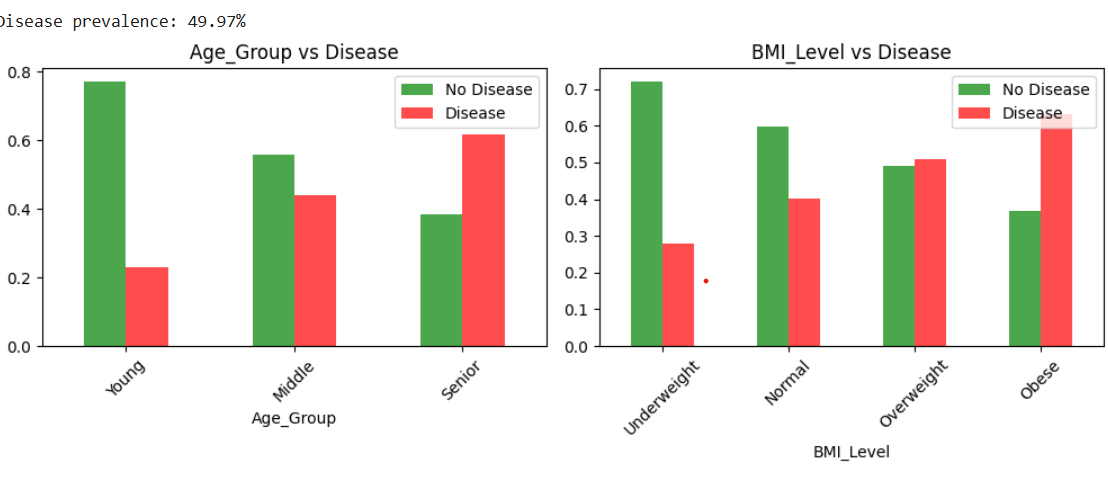 Disease prevalence: 49.97%
Age_Group vs Disease
No Disease
Disease
0.8
0.6
0.4
0.2
0.0
Young
Middle
Senior
Age_Group
BMI_Level vs Disease
No Disease
Disease
0.7
0.6
0.5
0.4
0.3
0.2
0.1
0.0
Underweight
Normal
Overweight
Obese
BMI_Level